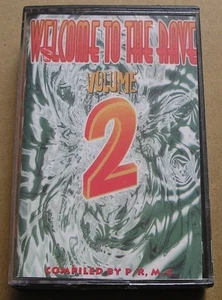 WELCOME TO THE RAVE
VOLUME
2
COMPILED BY P.R.M.